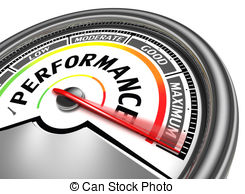 LOW
MODERATE
GOOD
MAXIMUM
PERFORMANCE
© Can Stock Photo